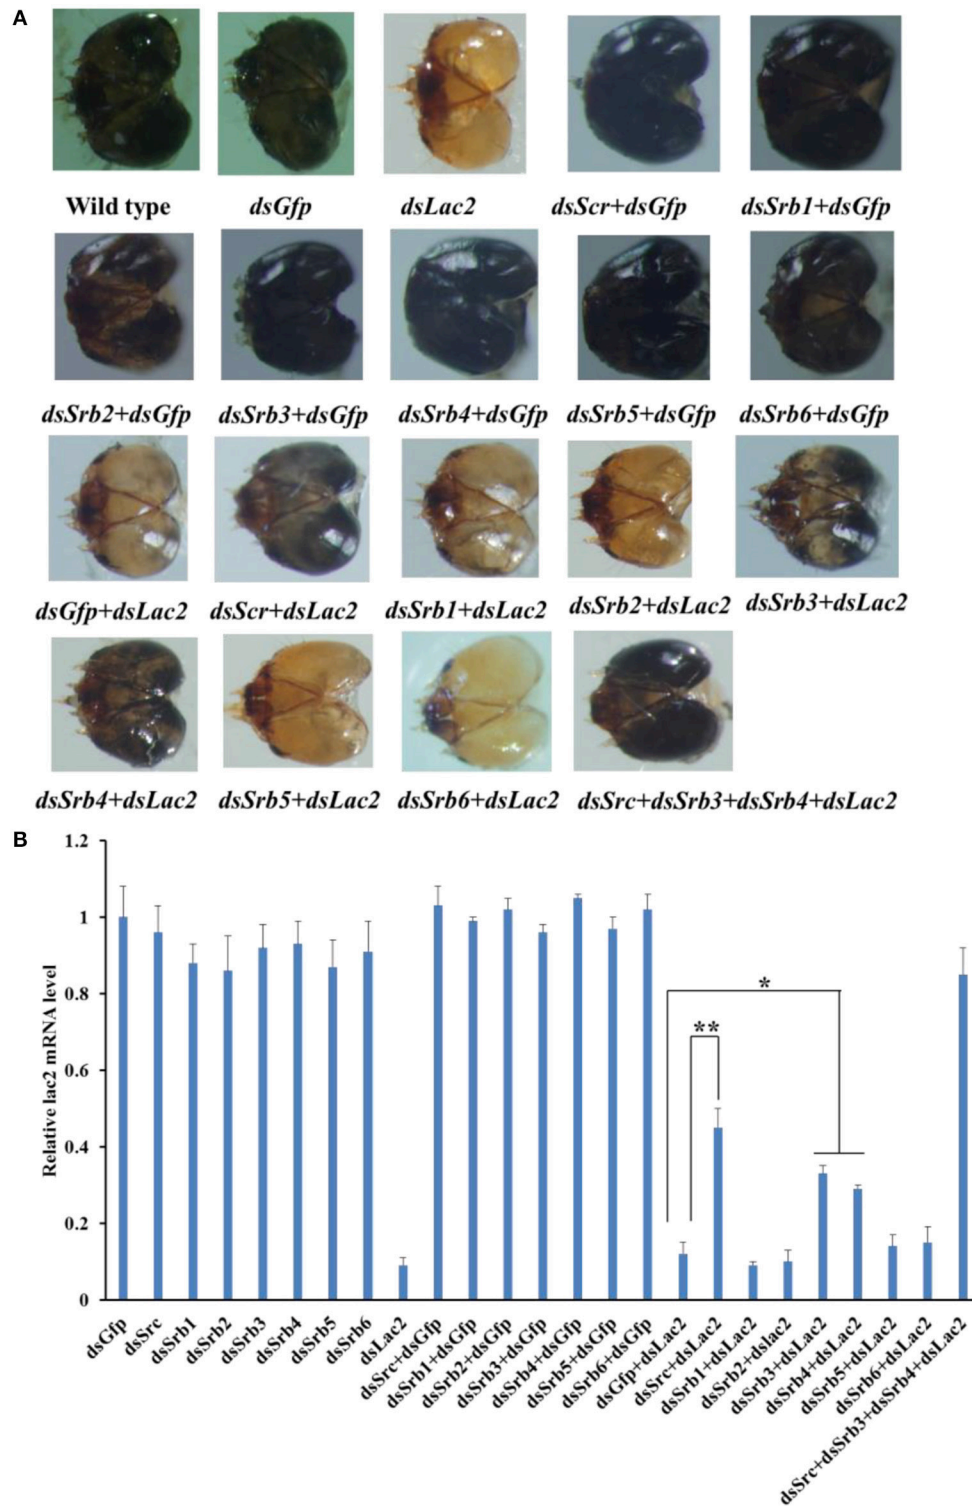 A
Wild type dsGfp dsLac2 dsScr+dsGfp dsSrb1+dsGfp
dsSrb2+dsGfp dsSrb3+dsGfp dsSrb4+dsGfp dsSrb5+dsGfp dsSrb6+dsGfp
dsGfp+dsLac2 dsScr+dsLac2 dsSrb1+dsLac2 dsSrb2+dsLac2 dsSrb3+dsLac2
dsSrb4+dsLac2 dsSrb5+dsLac2 dsSrb6+dsLac2 dsSrc+dsSrb3+dsSrb4+dsLac2
B
Relative lac2 mRNA level
1.2
1
0.8
0.6
0.4
0.2
0
*
**
dsGfp
dsSrc
dsSrb1
dsSrb2
dsSrb3
dsSrb4
dsSrb5
dsSrb6
dsLac2
dsSrc+dsGfp
dsSrb1+dsGfp
dsSrb2+dsGfp
dsSrb3+dsGfp
dsSrb4+dsGfp
dsSrb5+dsGfp
dsSrb6+dsGfp
dsGfp+dsLac2
dsSrc+dsLac2
dsSrb1+dsLac2
dsSrb2+dslac2
dsSrb3+dsLac2
dsSrb4+dsLac2
dsSrb5+dsLac2
dsSrb6+dsLac2
dsSrc+dsSrb3+dsSrb4+dsLac2